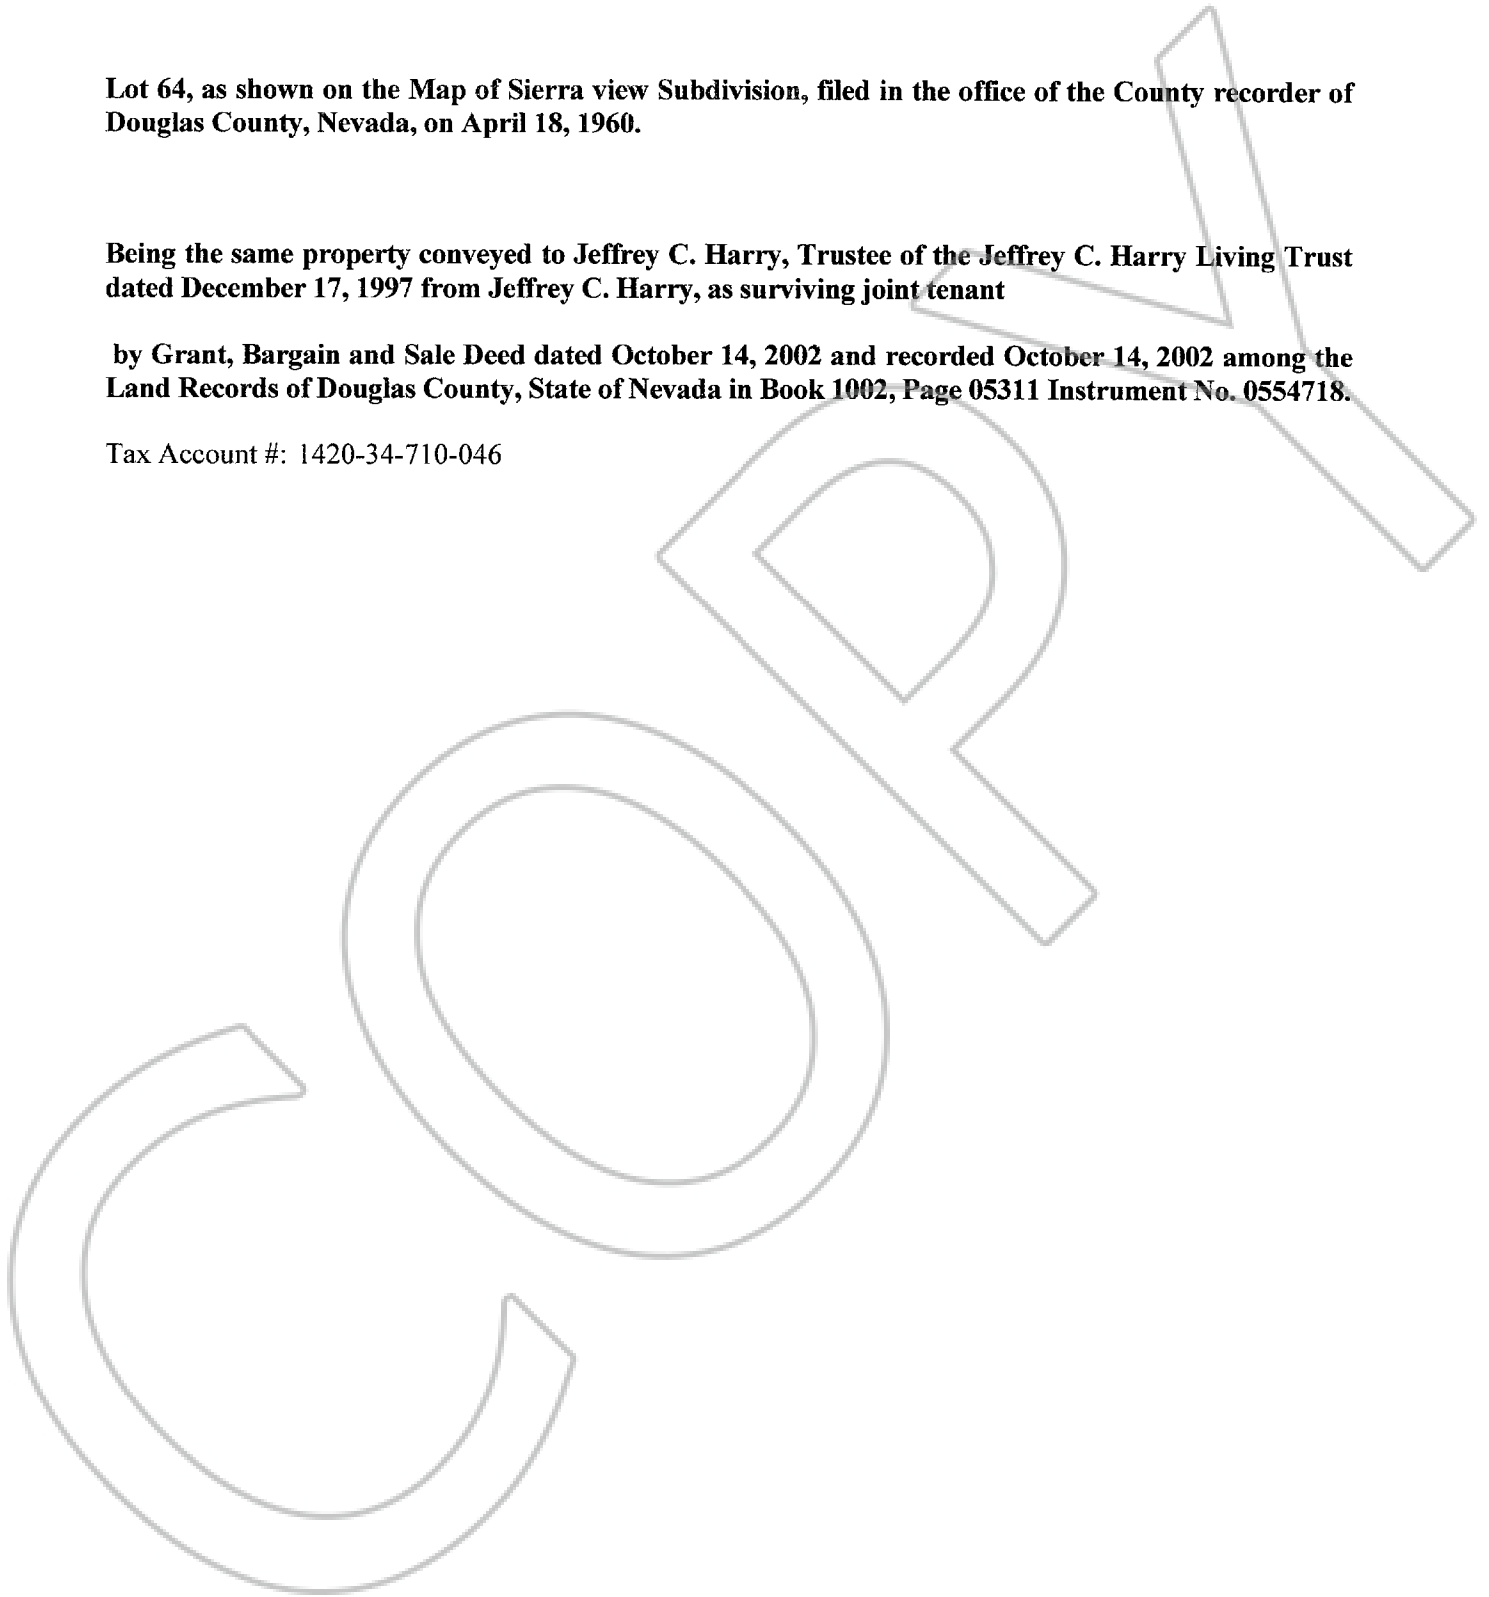 Lot 64, as shown on the Map of Sierra view Subdivision, filed in the office of the County recorder of
Douglas County, Nevada, on April 18, 1960.
Being the same property conveyed to Jeffrey C. Harry, Trustee of the Jeffrey C. Harry Living Trust
dated December 17, 1997 from Jeffrey C. Harry, as surviving joint tenant
by Grant, Bargain and Sale Deed dated October 14, 2002 and recorded October 14, 2002 among the
Land Records of Douglas County, State of Nevada in Book 1002, Page 05311 Instrument No. 0554718.
Tax Account #: 1420-34-710-046
COPY